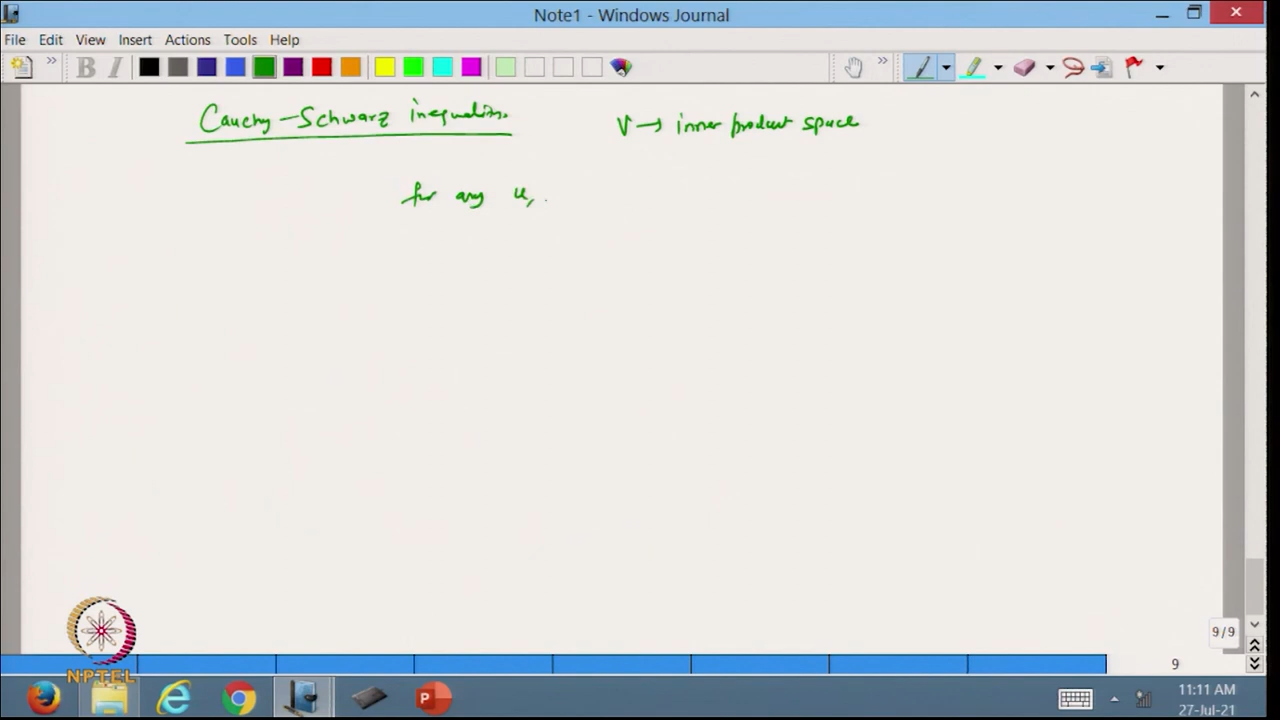 Note1 - Windows Journal
File Edit View Insert Actions Tools Help
B I
Cauchy-Schwarz inequality. V → inner product space
for any u, .
9/9
9
NPTEL
11:11 AM
27-Jul-21